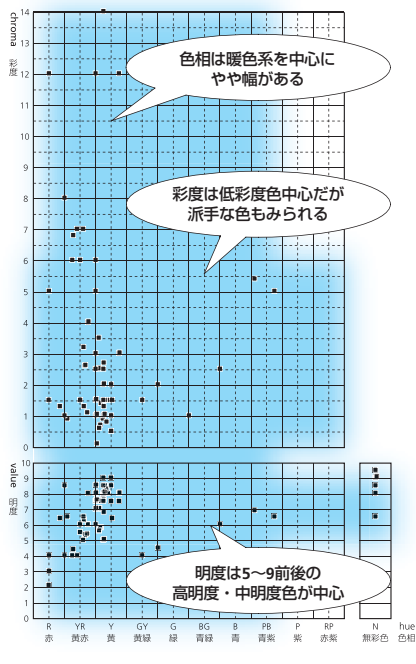 chroma 彩度
14
13
12
11
10
9
8
7
6
5
4
3
2
1
0
色相は暖色系を中心に
やや幅がある
彩度は低彩度色中心だが
派手な色もみられる
value 明度
10
9
8
7
6
5
4
3
2
1
0
明度は5〜9前後の
高明度・中明度色が中心
R YR Y GY G BG B PB P RP N hue
赤 黄赤 黄 黄緑 緑 青緑 青 青紫 紫 赤紫 無彩色 色相